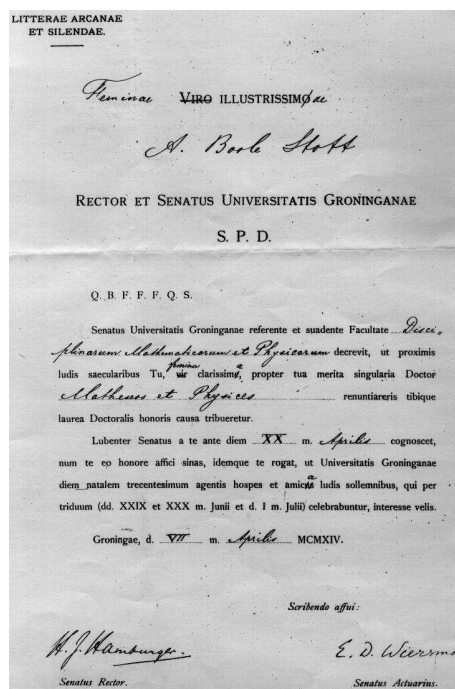 LITTERAE ARCANAE
ET SILENDAE.
Feminae VIRO ILLUSTRISSIMO ae
A. Boole Stott
RECTOR ET SENATUS UNIVERSITATIS GRONINGANAE
S. P. D.
Q. B. F. F. F. Q. S.
Senatus Universitatis Groninganae referente et suadente Facultate Disci-
plinarum Mathematicarum et Physicarum decrevit, ut proximis
ludis saecularibus Tu, vir femina clarissime a, propter tua merita singularia Doctor
Matheseos et Physices renuntiareris tibique
laurea Doctoralis honoris causa tribueretur.
Lubenter Senatus a te ante diem XX m. Aprilis cognoscet,
num te eo honore affici sinas, idemque te rogat, ut Universitatis Groninganae
diem natalem trecentesimum agentis hospes et amicus a ludis sollemnibus, qui per
triduum (dd. XXIX et XXX m. Junii et d. I m. Julii) celebrabuntur, interesse velis.
Groningae, d. VII m. Aprilis MCMXIV.
Scribendo affui:
H. J. Hamburger.
E. D. Wiersma
Senatus Rector.
Senatus Actuarius.